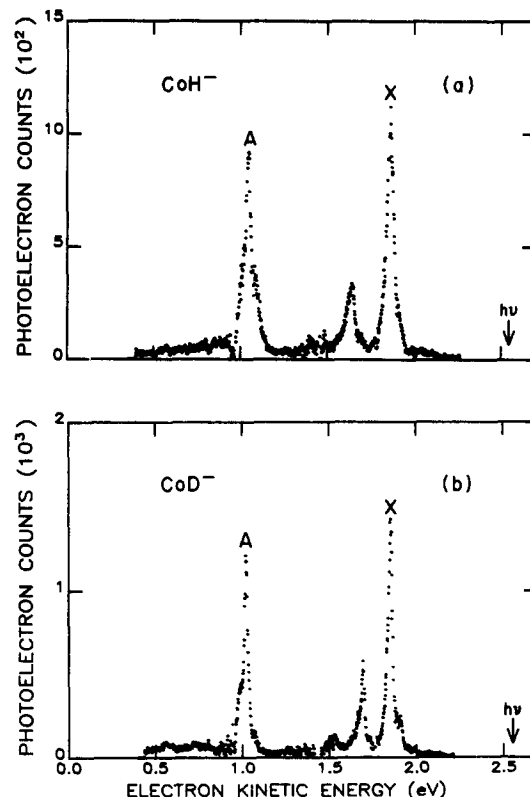 PHOTOELECTRON COUNTS (10²)
15
10
5
0
CoH⁻
(a)
A
X
hν
PHOTOELECTRON COUNTS (10³)
2
1
0
CoD⁻
(b)
A
X
hν
0.0 0.5 1.0 1.5 2.0 2.5
ELECTRON KINETIC ENERGY (eV)